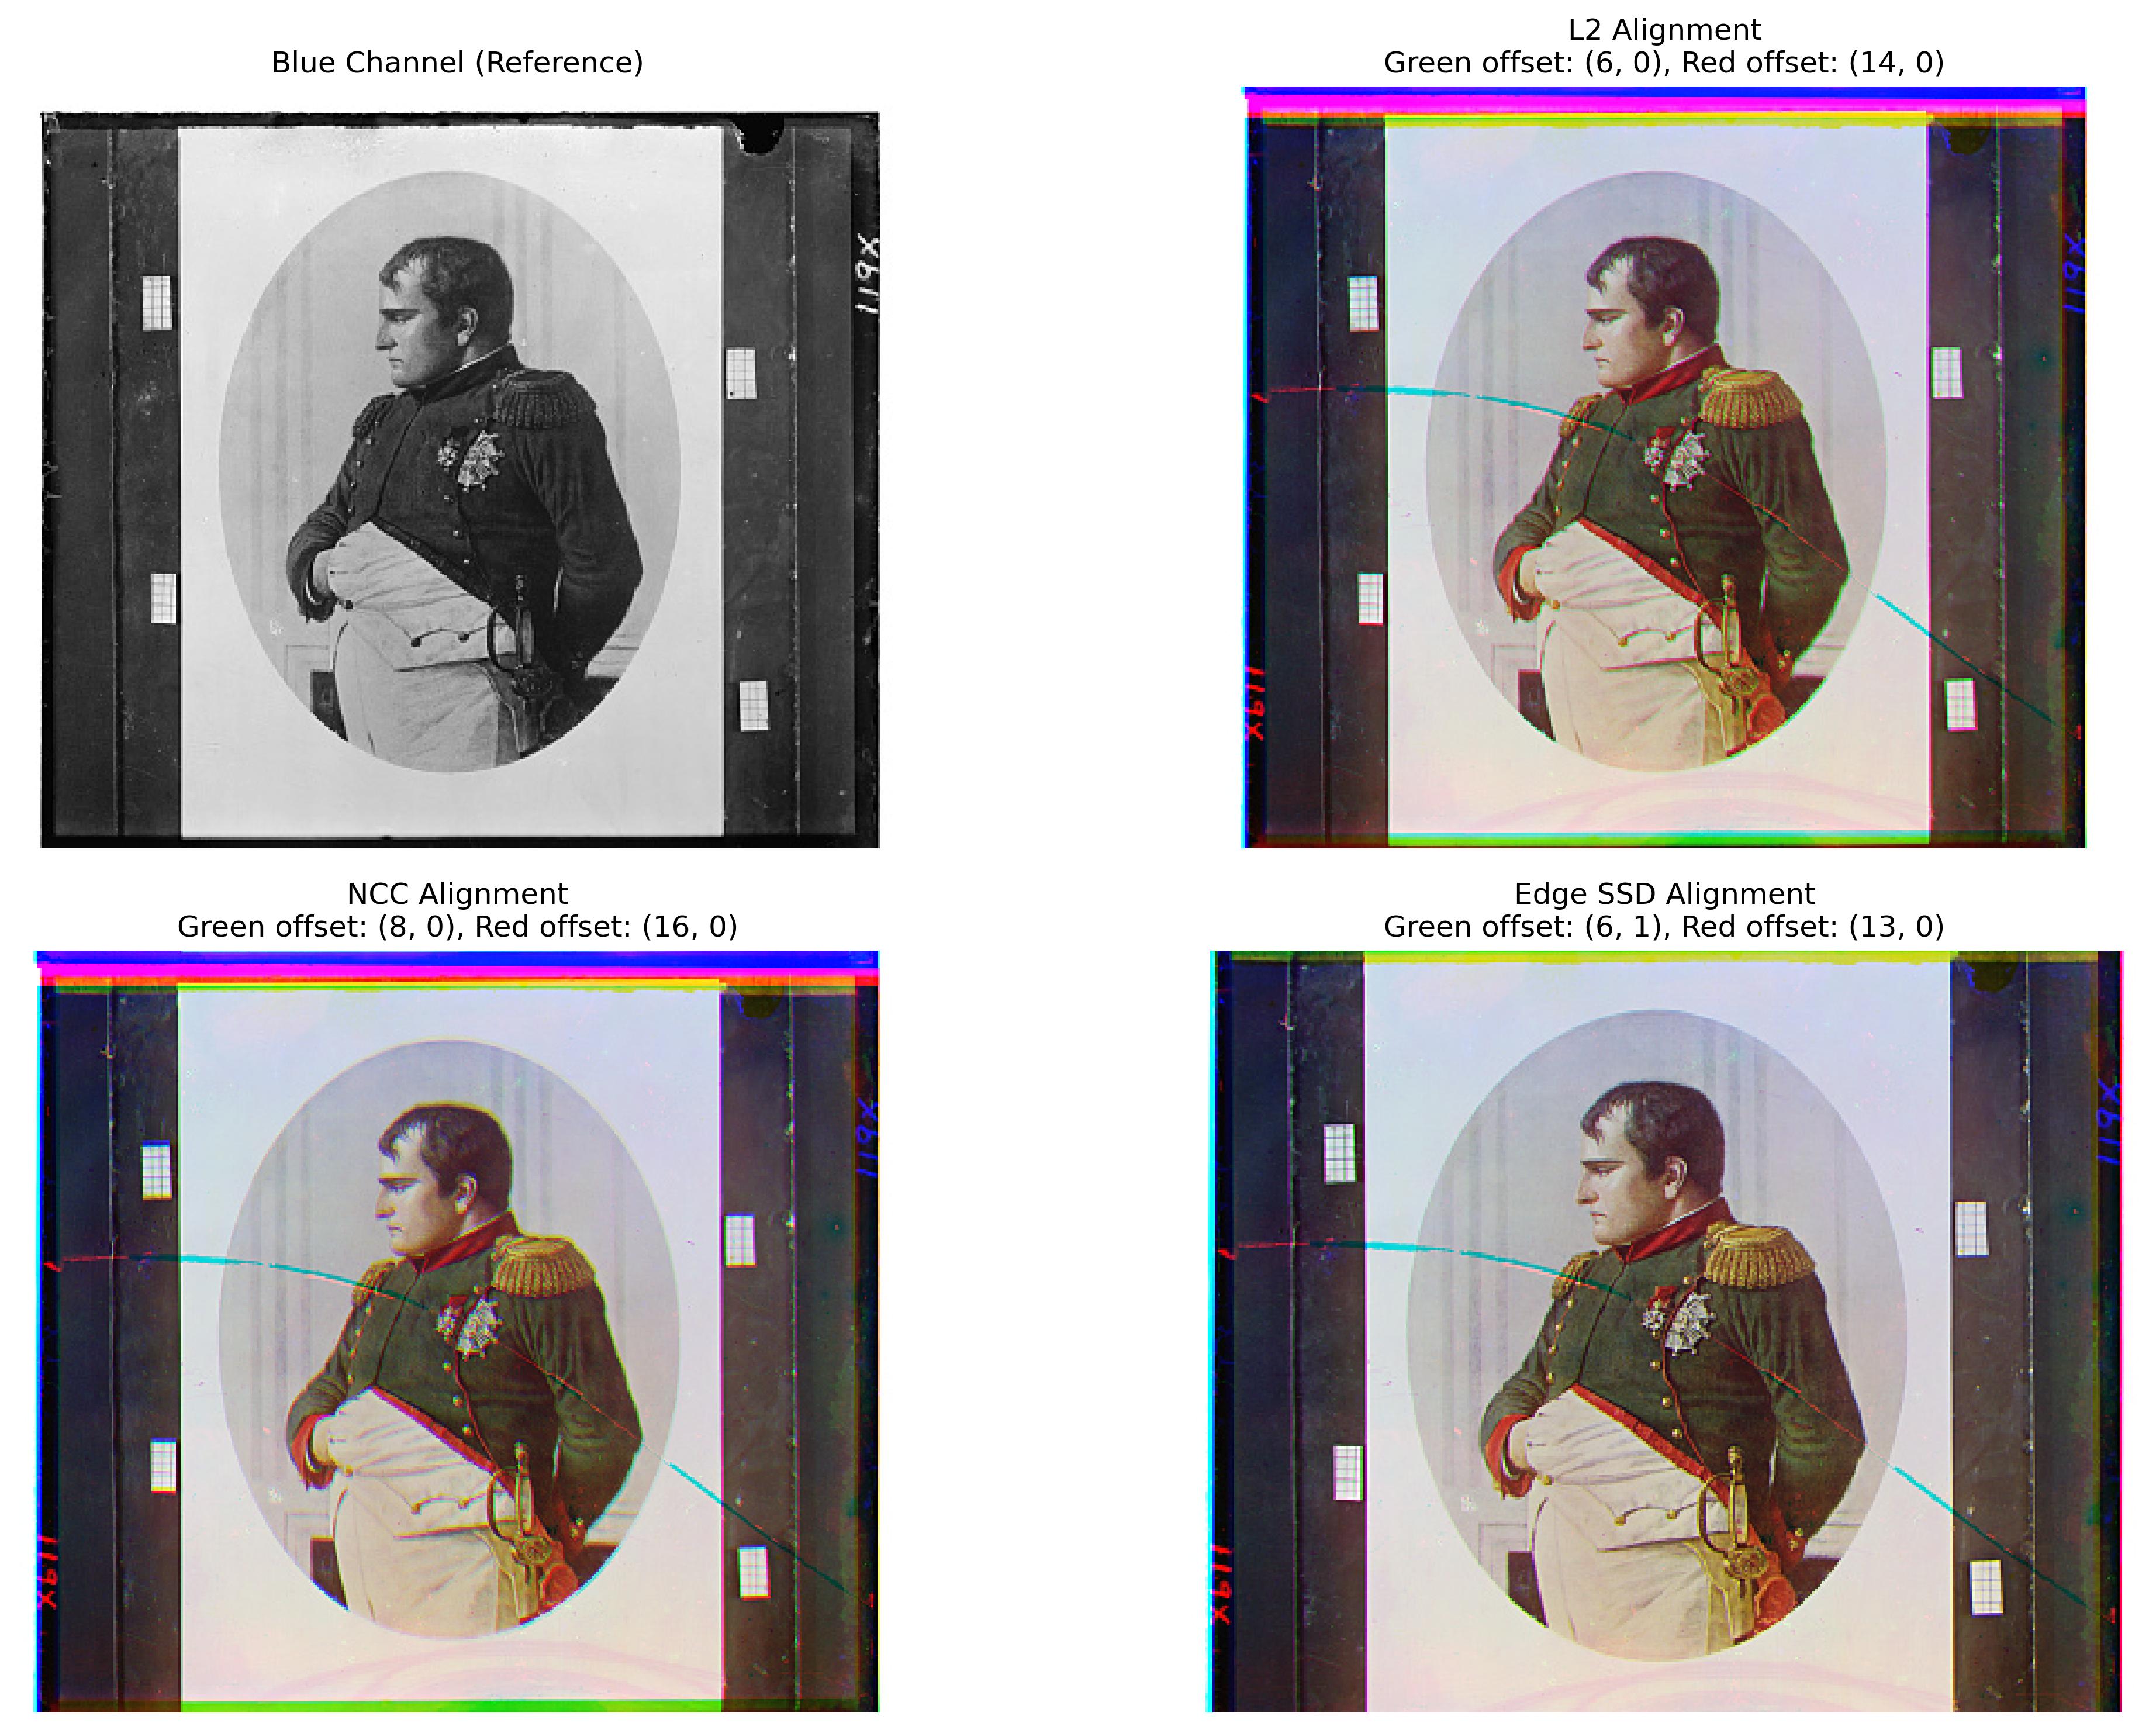 Blue Channel (Reference)
L2 Alignment
Green offset: (6, 0), Red offset: (14, 0)
119X
119X
119X
NCC Alignment
Green offset: (8, 0), Red offset: (16, 0)
Edge SSD Alignment
Green offset: (6, 1), Red offset: (13, 0)
119X
119X
119X
119X